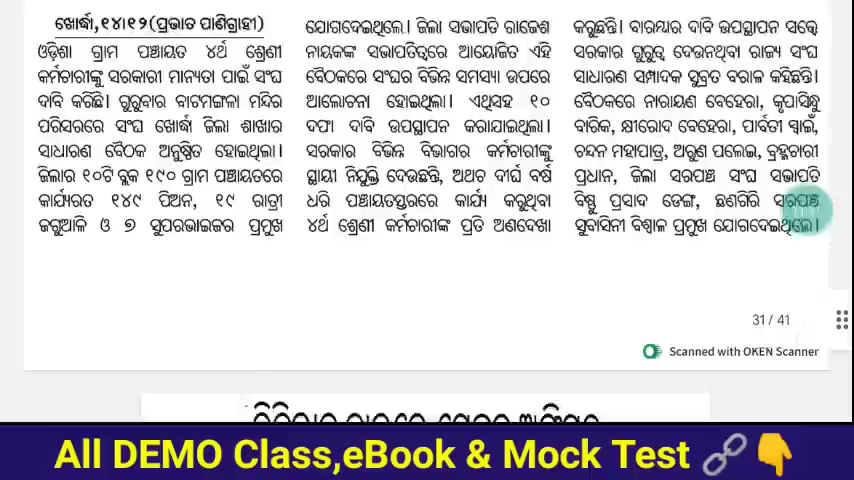 ଖୋର୍ଦ୍ଧା,୧୪।୧୨(ପ୍ରଭାତ ପାଣିଗ୍ରାହୀ)
ଓଡ଼ିଶା ଗ୍ରାମ ପଞ୍ଚାୟତ ୪ର୍ଥ ଶ୍ରେଣୀ
କର୍ମଚାରୀଙ୍କୁ ସରକାରୀ ମାନ୍ୟତା ପାଇଁ ସଂଘ
ଦାବି କରିଛି। ଗୁରୁବାର ବାଟମଙ୍ଗଳା ମନ୍ଦିର
ପରିସରରେ ସଂଘ ଖୋର୍ଦ୍ଧା ଜିଲା ଶାଖାର
ସାଧାରଣ ବୈଠକ ଅନୁଷ୍ଠିତ ହୋଇଥିଲା।
ଜିଲାର ୧୦ଟି ବ୍ଲକ ୧୯୦ ଗ୍ରାମ ପଞ୍ଚାୟତରେ
କାର୍ଯ୍ୟରତ ୧୪୯ ପିଅନ, ୧୯ ରାତ୍ରୀ
ଜଗୁଆଳି ଓ ୭ ସୁପରଭାଇଜର ପ୍ରମୁଖ
ଯୋଗଦେଇଥିଲେ। ଜିଲା ସଭାପତି ରାଜେଶ
ନାୟକଙ୍କ ସଭାପତିତ୍ୱରେ ଆୟୋଜିତ ଏହି
ବୈଠକରେ ସଂଘର ବିଭିନ୍ନ ସମସ୍ୟା ଉପରେ
ଆଲୋଚନା ହୋଇଥିଲା। ଏଥିସହ ୧୦
ଦଫା ଦାବି ଉପସ୍ଥାପନ କରାଯାଇଥିଲା।
ସରକାର ବିଭିନ୍ନ ବିଭାଗର କର୍ମଚାରୀଙ୍କୁ
ସ୍ଥାୟୀ ନିଯୁକ୍ତି ଦେଉଛନ୍ତି, ଅଥଚ ଦୀର୍ଘ ବର୍ଷ
ଧରି ପଞ୍ଚାୟତସ୍ତରରେ କାର୍ଯ୍ୟ କରୁଥିବା
୪ର୍ଥ ଶ୍ରେଣୀ କର୍ମଚାରୀଙ୍କ ପ୍ରତି ଅଣଦେଖା
କରୁଛନ୍ତି। ବାରମ୍ବାର ଦାବି ଉପସ୍ଥାପନ ସତ୍ତ୍ୱେ
ସରକାର ଗୁରୁତ୍ୱ ଦେଉନଥିବା ରାଜ୍ୟ ସଂଘ
ସାଧାରଣ ସମ୍ପାଦକ ସୁବ୍ରତ ବରାଳ କହିଛନ୍ତି।
ବୈଠକରେ ନାରାୟଣ ବେହେରା, କୃପାସିନ୍ଧୁ
ବାରିକ, କ୍ଷୀରୋଦ ବେହେରା, ପାର୍ବତୀ ସ୍ୱାଇଁ,
ଚନ୍ଦନ ମହାପାତ୍ର, ଅରୁଣ ପଲେଇ, ବ୍ରହ୍ମଚାରୀ
ପ୍ରଧାନ, ଜିଲା ସରପଞ୍ଚ ସଂଘ ସଭାପତି
ବିଷ୍ଣୁ ପ୍ରସାଦ ଜେଙ୍ଗ, ଛଣଗିରି ସରପଞ୍ଚ
ସୁବାସିନୀ ବିଶ୍ୱାଳ ପ୍ରମୁଖ ଯୋଗଦେଇଥିଲେ।
31 / 41
Scanned with OKEN Scanner
All DEMO Class,eBook & Mock Test